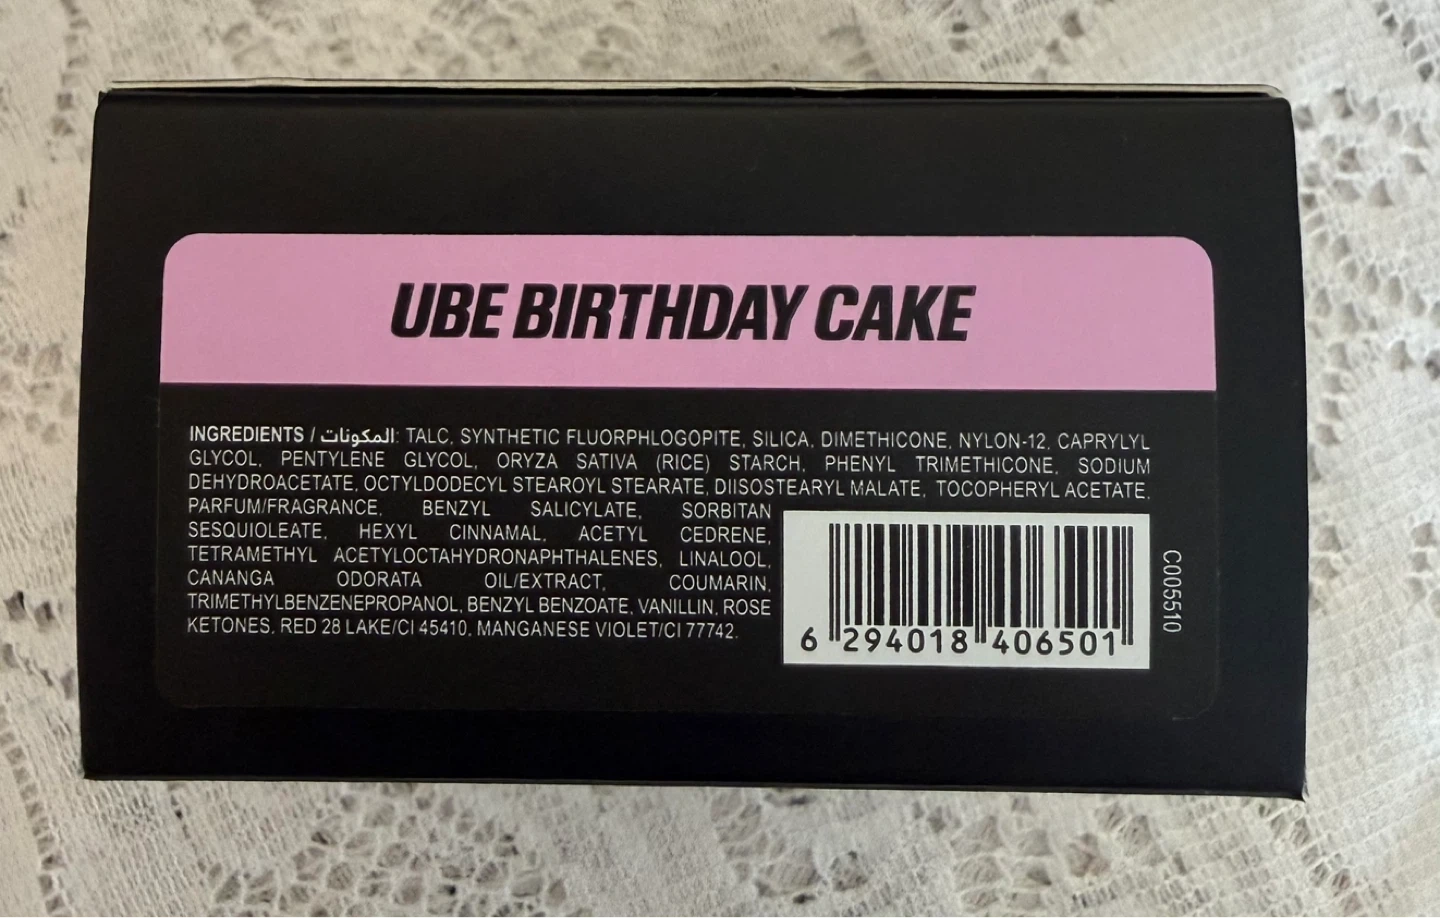 UBE BIRTHDAY CAKE
INGREDIENTS / المكونات: TALC, SYNTHETIC FLUORPHLOGOPITE, SILICA, DIMETHICONE, NYLON-12, CAPRYLYL
GLYCOL, PENTYLENE GLYCOL, ORYZA SATIVA (RICE) STARCH, PHENYL TRIMETHICONE, SODIUM
DEHYDROACETATE, OCTYLDODECYL STEAROYL STEARATE, DIISOSTEARYL MALATE, TOCOPHERYL ACETATE,
PARFUM/FRAGRANCE, BENZYL SALICYLATE, SORBITAN
SESQUIOLEATE, HEXYL CINNAMAL, ACETYL CEDRENE,
TETRAMETHYL ACETYLOCTAHYDRONAPHTHALENES, LINALOOL,
CANANGA ODORATA OIL/EXTRACT, COUMARIN,
TRIMETHYLBENZENEPROPANOL, BENZYL BENZOATE, VANILLIN, ROSE
KETONES, RED 28 LAKE/CI 45410, MANGANESE VIOLET/CI 77742.
6 294018 406501
C005510